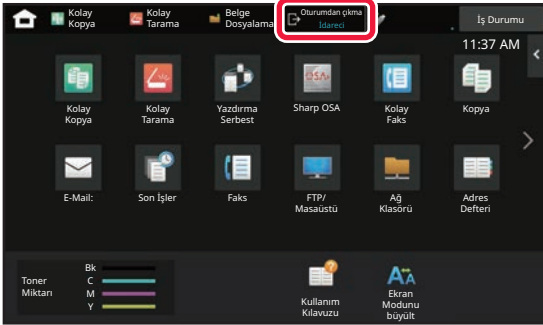 Kolay
Kopya
Kolay
Tarama
Belge
Dosyalama
Oturumdan çıkma
İdareci
İş Durumu
11:37 AM
Kolay
Kopya
Kolay
Tarama
Yazdırma
Serbest
Sharp OSA
Kolay
Faks
Kopya
E-Mail:
Son İşler
Faks
FTP/
Masaüstü
Ağ
Klasörü
Adres
Defteri
Toner
Miktarı
Bk
C
M
Y
Kullanım
Kılavuzu
Ekran
Modunu
büyült